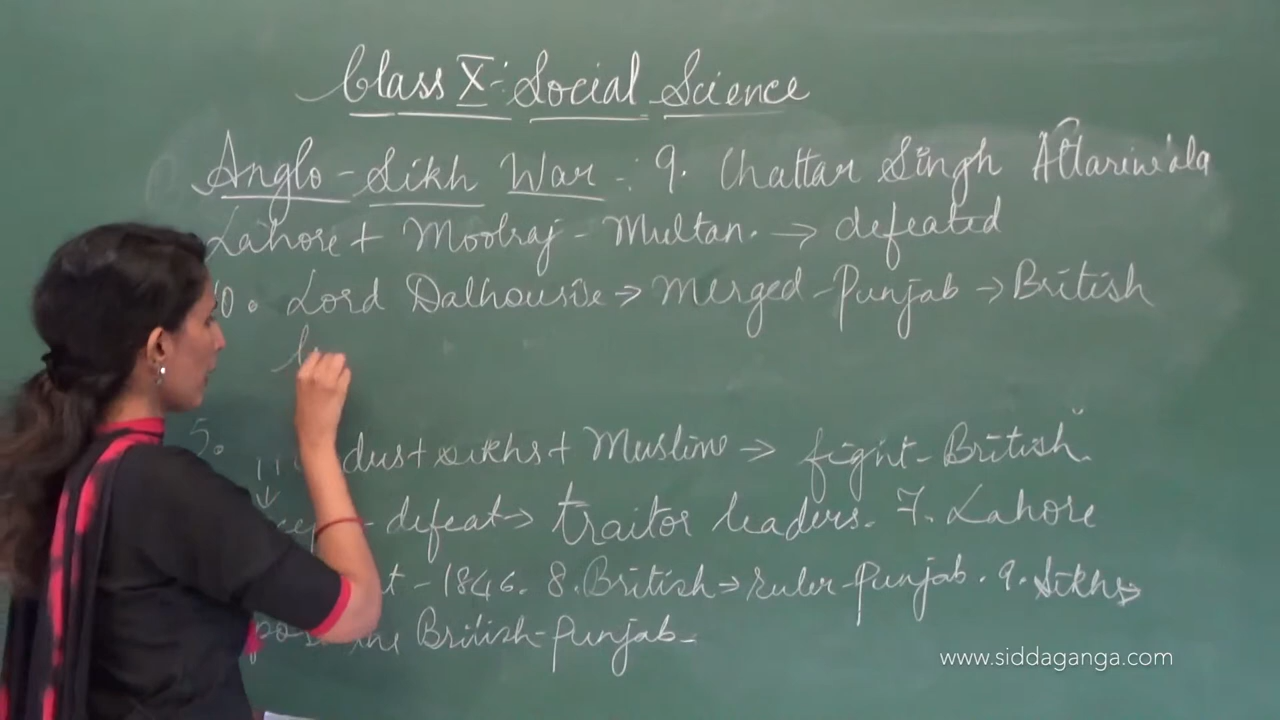 Class X: Social Science
Anglo-Sikh War: 9. Chattar Singh Attariwala
Lahore + Moolraj - Multan. → defeated
10. Lord Dalhousie → Merged - Punjab → British
5. dus + sikhs + Muslims → fight - British.
defeat → traitor leaders. 7. Lahore
- 1846. 8. British → ruler - Punjab. 9. Sikhs →
British - Punjab -
www.siddaganga.com